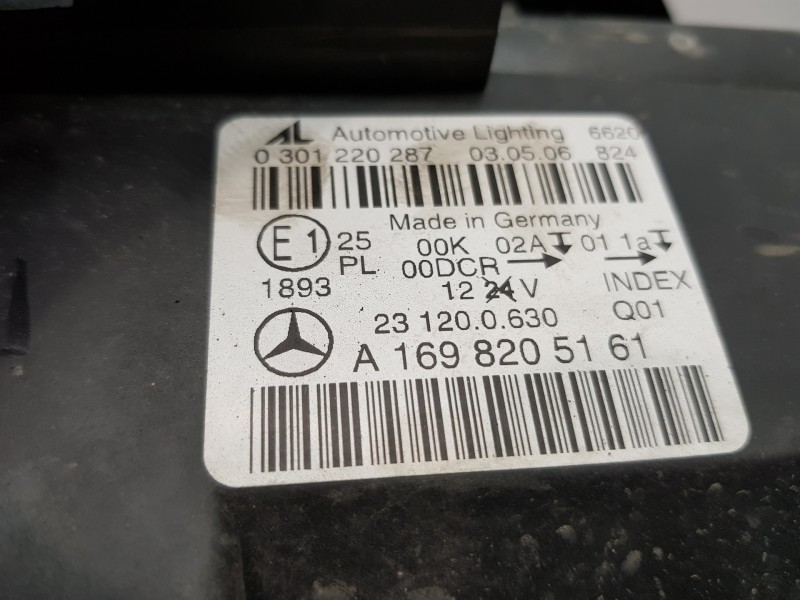 AL Automotive Lighting 6620
0 301 220 287 03.05.06 824
Made in Germany
E1 25 00K 02A 01 1a
PL 00DCR
1893 12 24 V INDEX
23 120.0.630 Q01
A 169 820 51 61